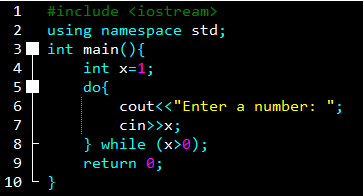 1 #include <iostream>
2 using namespace std;
3 int main(){
4     int x=1;
5     do{
6         cout<<"Enter a number: ";
7         cin>>x;
8     } while (x>0);
9     return 0;
10 }